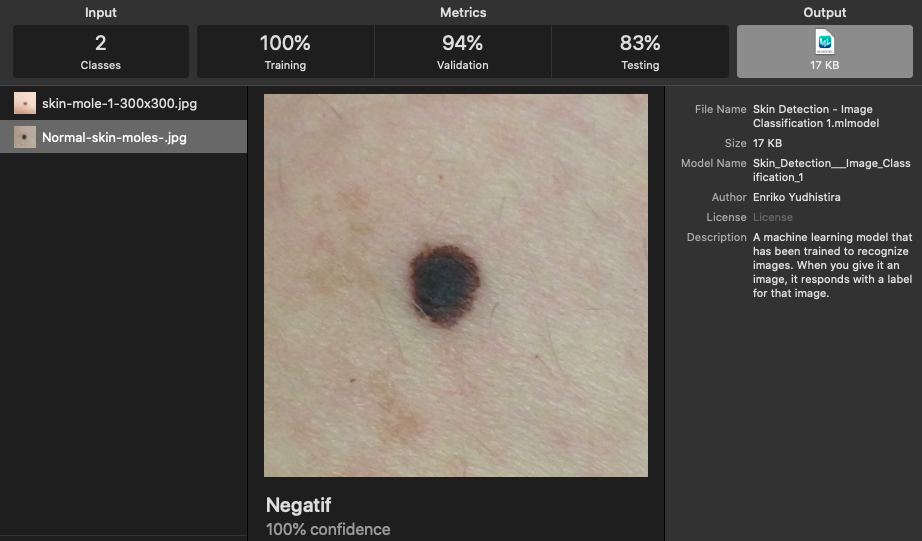 Input
Metrics
Output
2
Classes
100%
Training
94%
Validation
83%
Testing
17 KB
skin-mole-1-300x300.jpg
Normal-skin-moles-.jpg
File Name Skin Detection - Image
Classification 1.mlmodel
Size 17 KB
Model Name Skin_Detection___Image_Class
ification_1
Author Enriko Yudhistira
License License
Description A machine learning model that
has been trained to recognize
images. When you give it an
image, it responds with a label
for that image.
Negatif
100% confidence